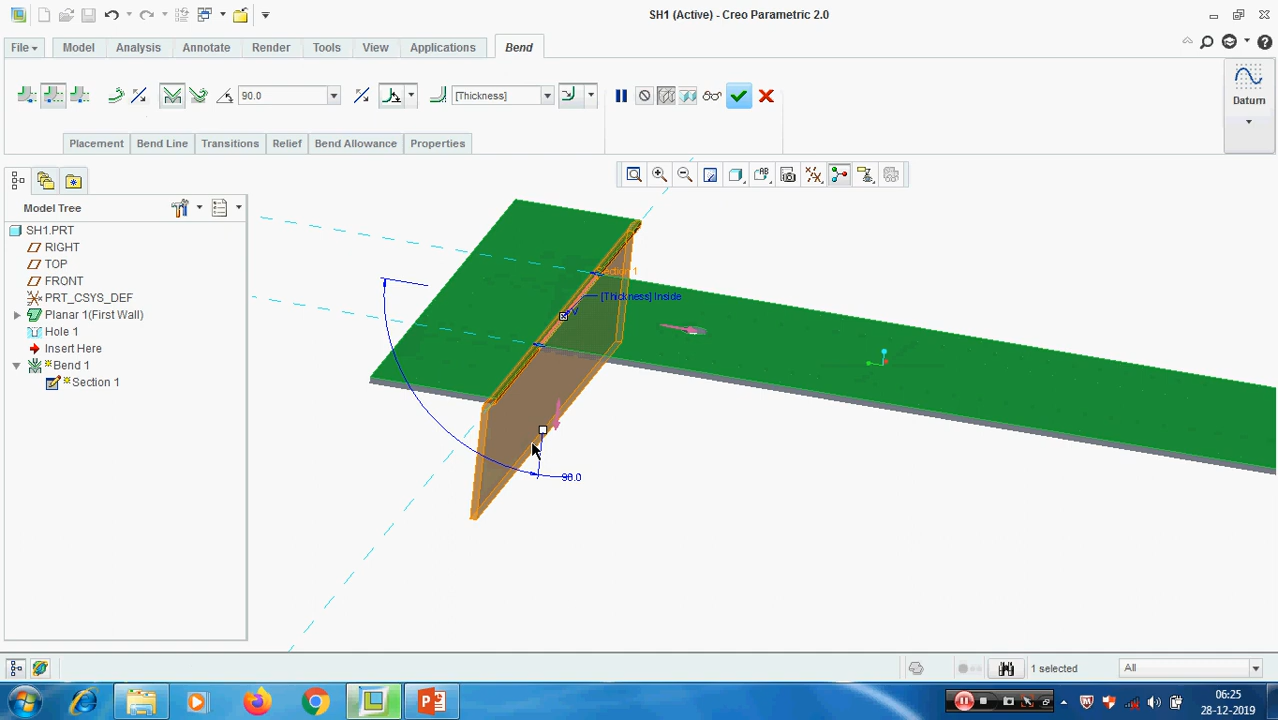 SH1 (Active) - Creo Parametric 2.0
File Model Analysis Annotate Render Tools View Applications Bend
90.0 [Thickness] Datum
Placement Bend Line Transitions Relief Bend Allowance Properties
Model Tree
SH1.PRT
RIGHT
TOP
FRONT
PRT_CSYS_DEF
Planar 1(First Wall)
Hole 1
Insert Here
Bend 1
Section 1
Section 1
[Thickness] Inside
90.0
1 selected All
06:25
28-12-2019